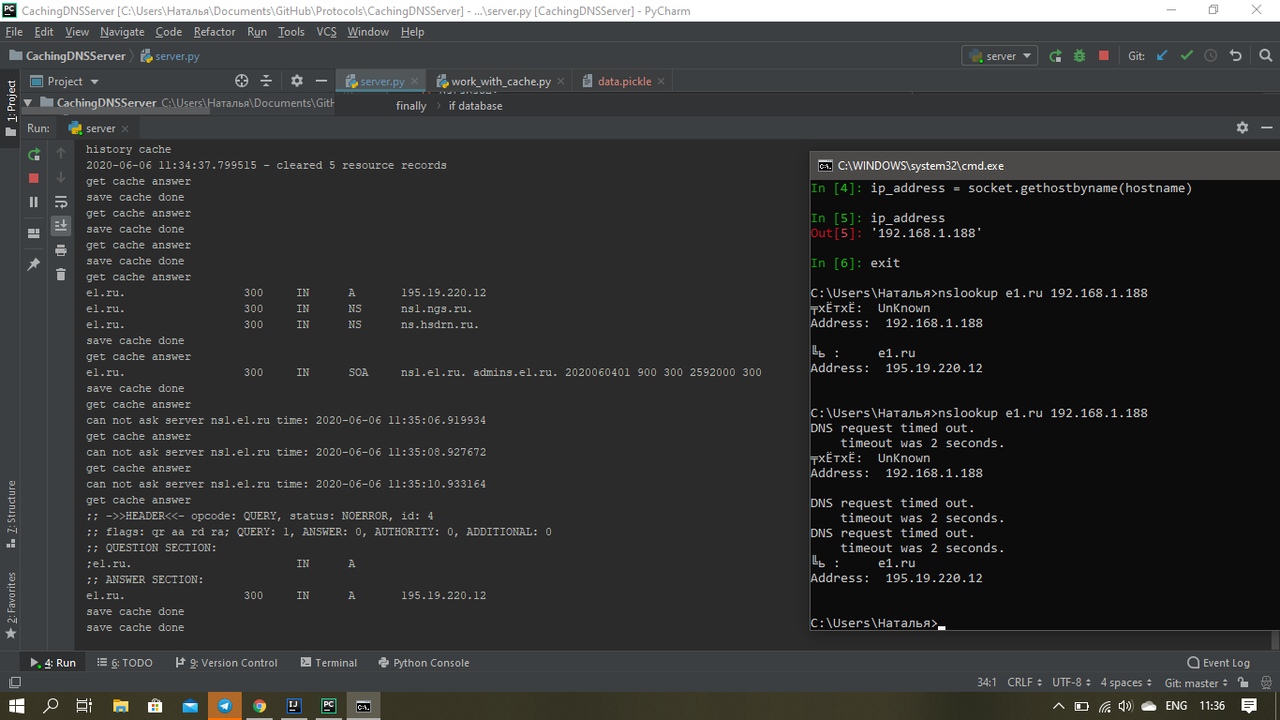 CachingDNSServer [C:\Users\Наталья\Documents\GitHub\Protocols\CachingDNSServer] - ...\server.py [CachingDNSServer] - PyCharm
File Edit View Navigate Code Refactor Run Tools VCS Window Help
CachingDNSServer server.py
server Git:
Project server.py work_with_cache.py data.pickle
CachingDNSServer C:\Users\Наталья\Documents\GitH
finally if database
1: Project
Run: server
history cache
2020-06-06 11:34:37.799515 - cleared 5 resource records
get cache answer
save cache done
get cache answer
save cache done
get cache answer
save cache done
get cache answer
e1.ru. 300 IN A 195.19.220.12
e1.ru. 300 IN NS ns1.ngs.ru.
e1.ru. 300 IN NS ns.hsdrn.ru.
save cache done
get cache answer
e1.ru. 300 IN SOA ns1.e1.ru. admins.e1.ru. 2020060401 900 300 2592000 300
save cache done
get cache answer
can not ask server ns1.e1.ru time: 2020-06-06 11:35:06.919934
get cache answer
can not ask server ns1.e1.ru time: 2020-06-06 11:35:08.927672
get cache answer
can not ask server ns1.e1.ru time: 2020-06-06 11:35:10.933164
get cache answer
;; ->>HEADER<<- opcode: QUERY, status: NOERROR, id: 4
;; flags: qr aa rd ra; QUERY: 1, ANSWER: 0, AUTHORITY: 0, ADDITIONAL: 0
;; QUESTION SECTION:
;e1.ru. IN A
;; ANSWER SECTION:
e1.ru. 300 IN A 195.19.220.12
save cache done
save cache done
C:\WINDOWS\system32\cmd.exe
In [4]: ip_address = socket.gethostbyname(hostname)
In [5]: ip_address
Out[5]: '192.168.1.188'
In [6]: exit
C:\Users\Наталья>nslookup e1.ru 192.168.1.188
╤хЁтхЁ: UnKnown
Address: 192.168.1.188
╚ь : e1.ru
Address: 195.19.220.12
C:\Users\Наталья>nslookup e1.ru 192.168.1.188
DNS request timed out.
timeout was 2 seconds.
╤хЁтхЁ: UnKnown
Address: 192.168.1.188
DNS request timed out.
timeout was 2 seconds.
DNS request timed out.
timeout was 2 seconds.
╚ь : e1.ru
Address: 195.19.220.12
C:\Users\Наталья>
7: Structure
2: Favorites
4: Run 6: TODO 9: Version Control Terminal Python Console Event Log
34:1 CRLF UTF-8 4 spaces Git: master
ENG 11:36